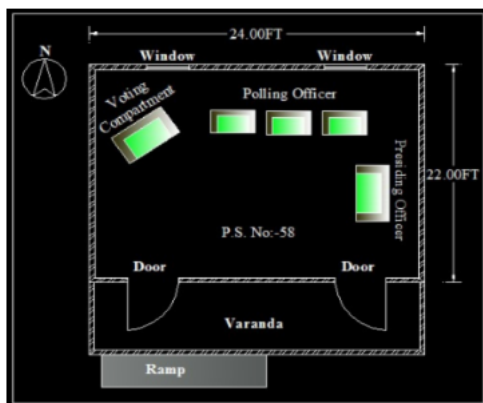 24.00FT
N
Window
Window
Voting
Compartment
Polling Officer
Presiding Officer
22.00FT
P.S. No:-58
Door
Door
Varanda
Ramp